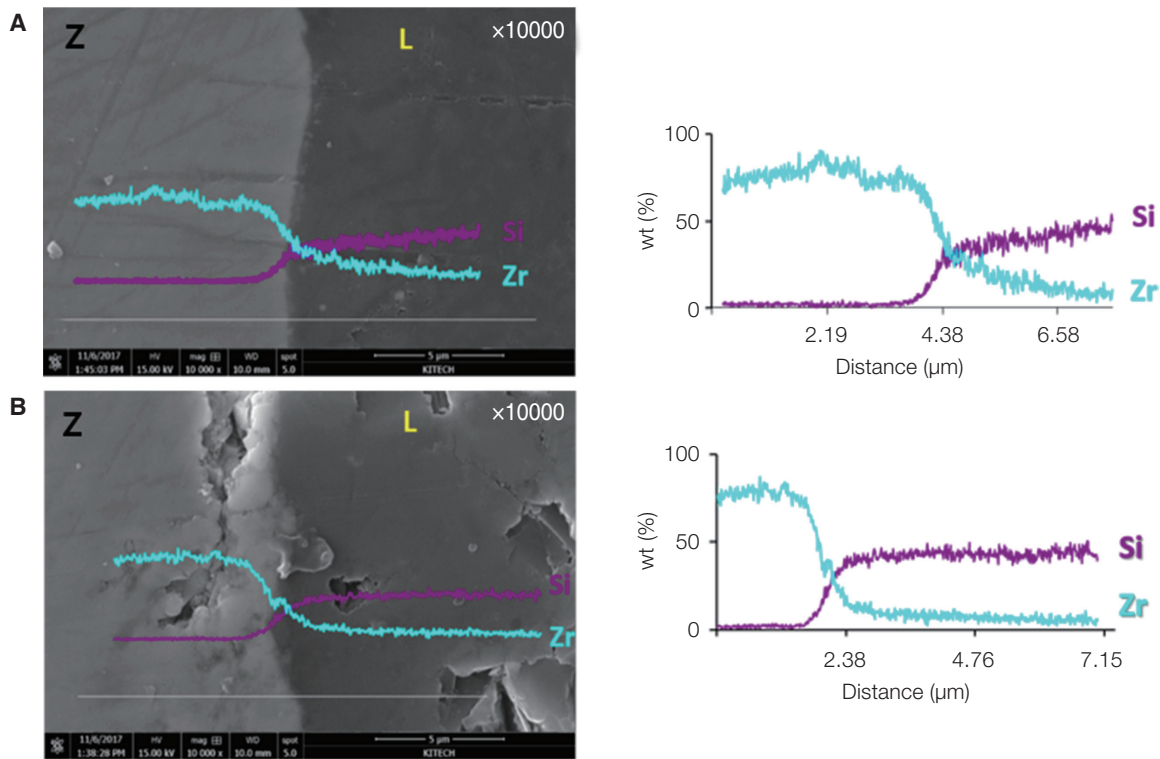 A
Z
L
×10000
Si
Zr
11/6/2017 HV mag WD spot 5 µm
1:45:03 PM 15.00 kV 10 000 x 10.0 mm 5.0 KITECH
100
50
0
wt (%)
Si
Zr
2.19 4.38 6.58
Distance (µm)
B
Z
L
×10000
Si
Zr
11/6/2017 HV mag WD spot 5 µm
1:38:28 PM 15.00 kV 10 000 x 10.0 mm 5.0 KITECH
100
50
0
wt (%)
Si
Zr
2.38 4.76 7.15
Distance (µm)